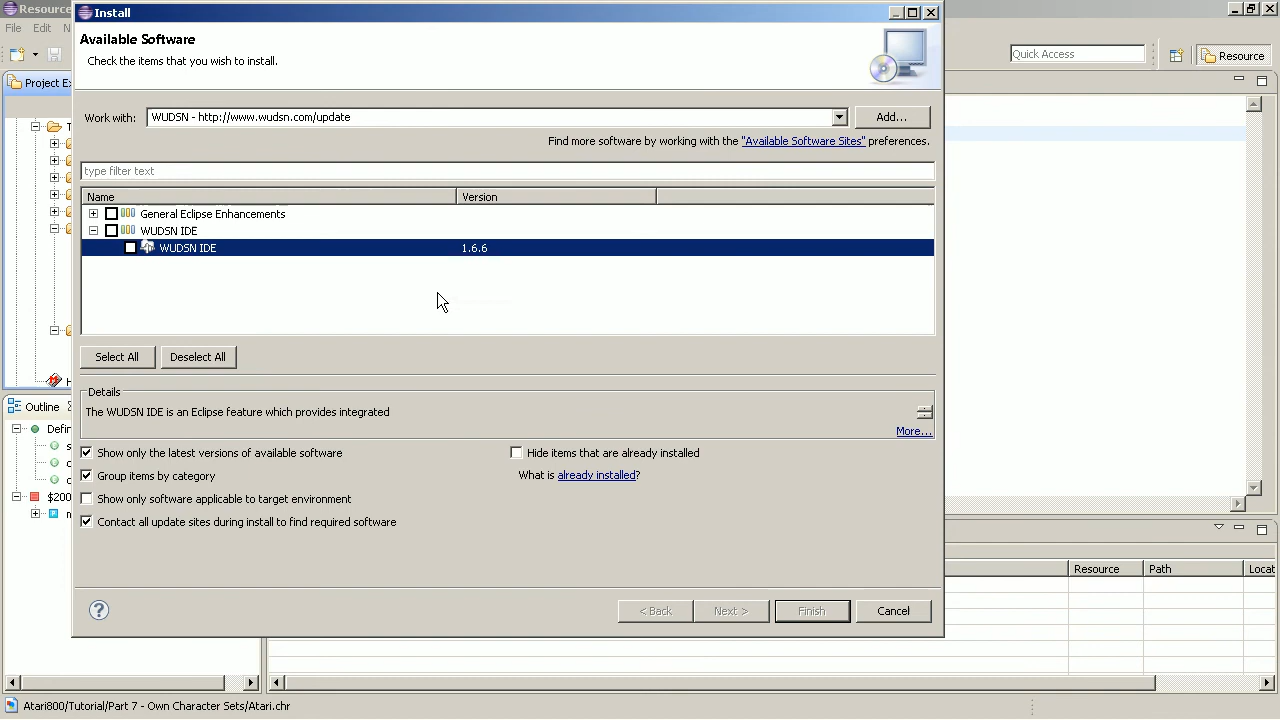 Resource
Install
File Edit N
Available Software
Check the items that you wish to install.
Quick Access
Resource
Project Ex
Work with: WUDSN - http://www.wudsn.com/update Add...
Find more software by working with the "Available Software Sites" preferences.
type filter text
Name Version
General Eclipse Enhancements
WUDSN IDE
WUDSN IDE 1.6.6
Select All Deselect All
Details
The WUDSN IDE is an Eclipse feature which provides integrated
More...
Outline
Defin
Show only the latest versions of available software
Hide items that are already installed
Group items by category
What is already installed?
$200
Show only software applicable to target environment
Contact all update sites during install to find required software
Resource Path Locat
? < Back Next > Finish Cancel
Atari800/Tutorial/Part 7 - Own Character Sets/Atari.chr